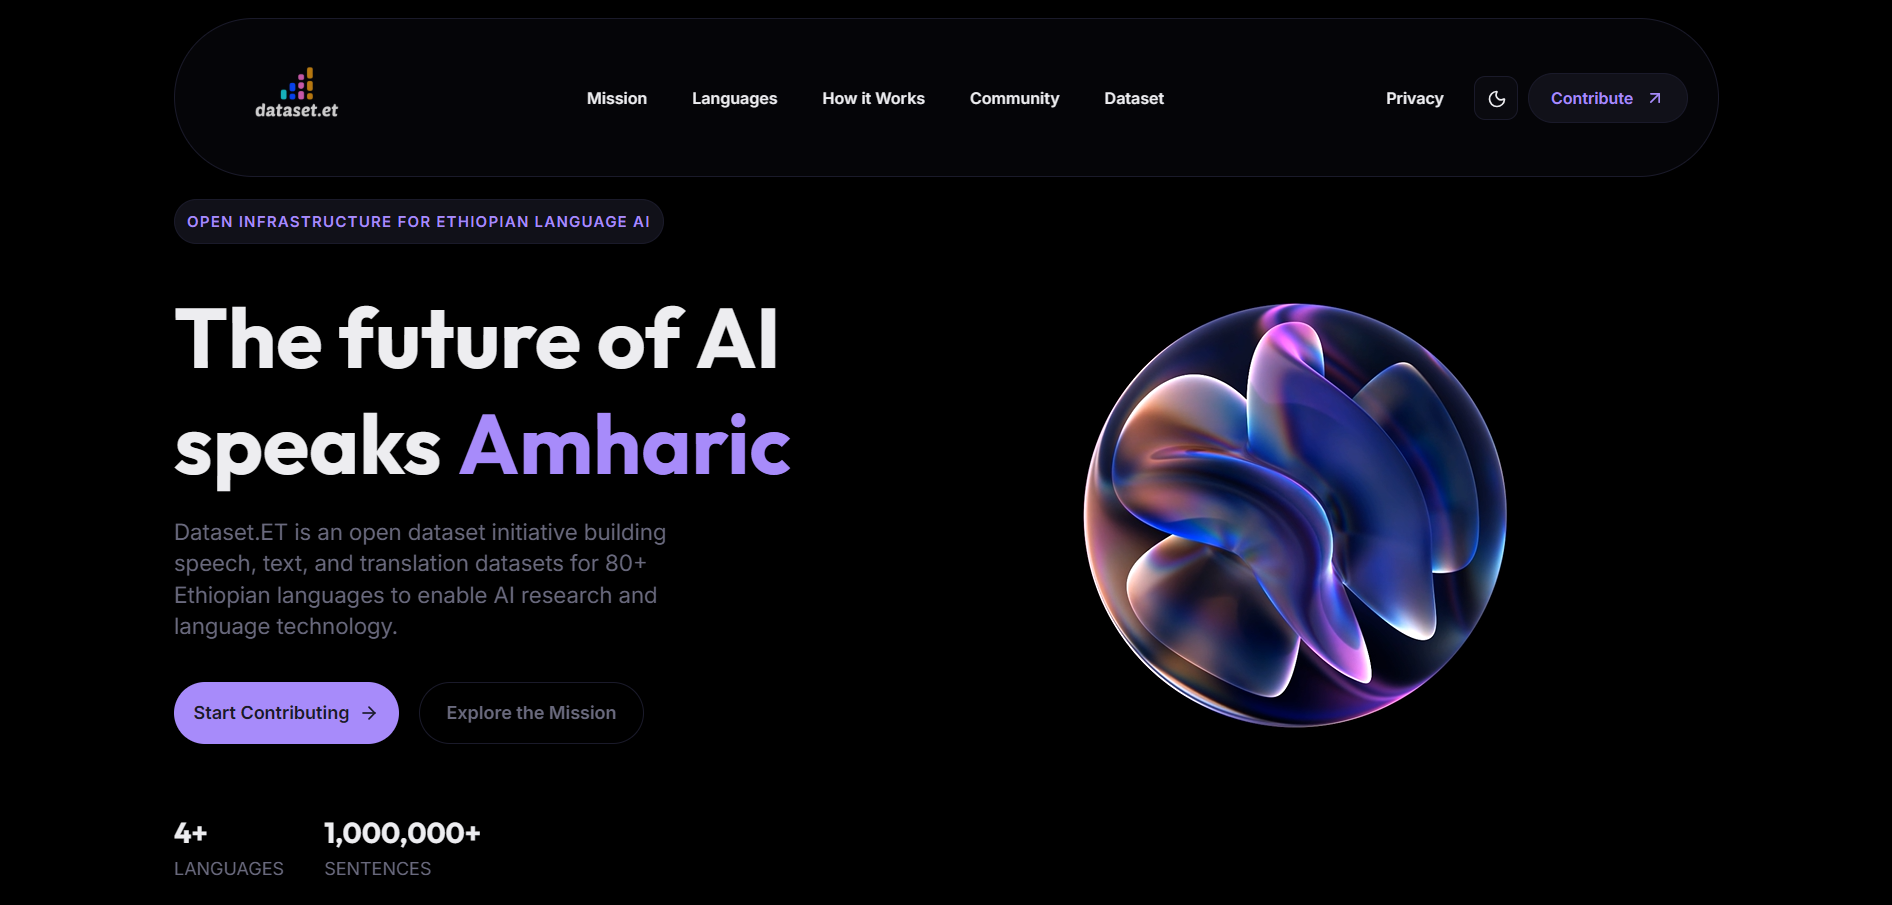 dataset.et
Mission
Languages
How it Works
Community
Dataset
Privacy
Contribute
OPEN INFRASTRUCTURE FOR ETHIOPIAN LANGUAGE AI
The future of AI
speaks Amharic
Dataset.ET is an open dataset initiative building
speech, text, and translation datasets for 80+
Ethiopian languages to enable AI research and
language technology.
Start Contributing
Explore the Mission
4+
LANGUAGES
1,000,000+
SENTENCES